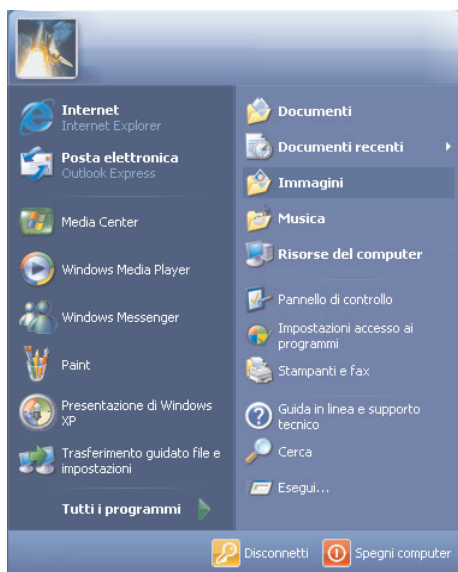 Internet
Internet Explorer
Posta elettronica
Outlook Express
Media Center
Windows Media Player
Windows Messenger
Paint
Presentazione di Windows
XP
Trasferimento guidato file e
impostazioni
Tutti i programmi
Documenti
Documenti recenti
Immagini
Musica
Risorse del computer
Pannello di controllo
Impostazioni accesso ai
programmi
Stampanti e fax
Guida in linea e supporto
tecnico
Cerca
Esegui...
Disconnetti
Spegni computer